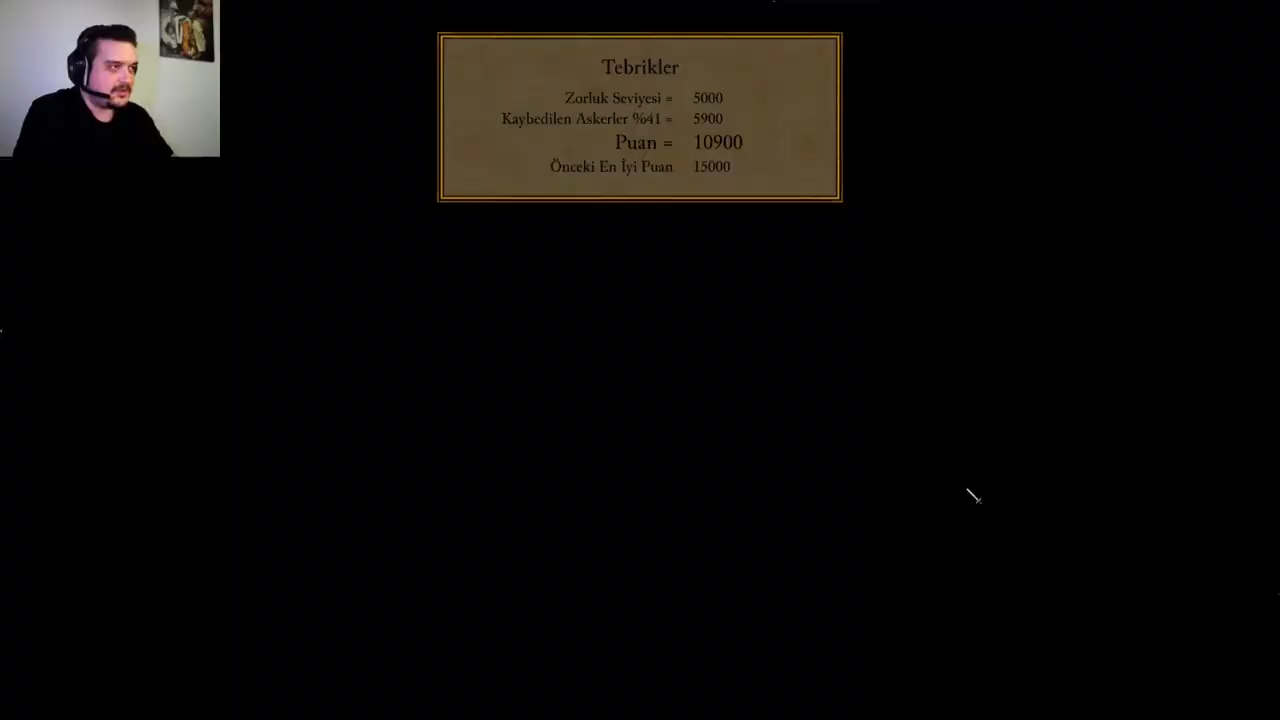 Tebrikler
Zorluk Seviyesi = 5000
Kaybedilen Askerler %41 = 5900
Puan = 10900
Önceki En İyi Puan 15000